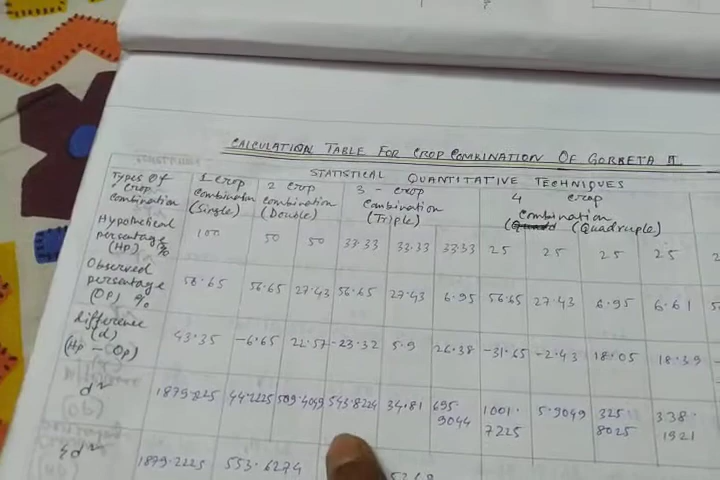 CALCULATION TABLE FOR CROP COMBINATION OF GORBETA II
STATISTICAL QUANTITATIVE TECHNIQUES
Types Of crop combination
1 crop combination (Single)
2 crop combination (Double)
3 - crop combination (Triple)
4 crop combination (Quadruple)
Hypothetical percentage (Hp) %
100 50 50 33.33 33.33 33.33 25 25 25 25
Observed percentage (OP) %
56.65 56.65 27.43 56.65 27.43 6.95 56.65 27.43 6.95 6.61
difference (d) (Hp - Op)
43.35 -6.65 22.57 -23.32 5.9 26.38 -31.65 -2.43 18.05 18.39
d²
1879.225 44.2225 509.4049 543.8224 34.81 695.9044 1001.7225 5.9049 325 8025 338.1921
1879.2225 553.6274